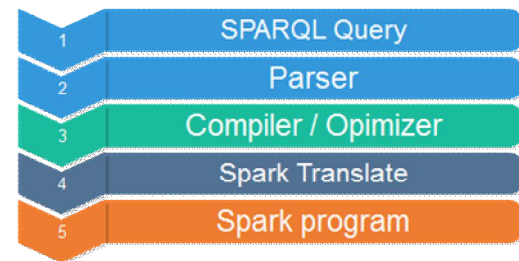 1 SPARQL Query
2 Parser
3 Compiler / Opimizer
4 Spark Translate
5 Spark program